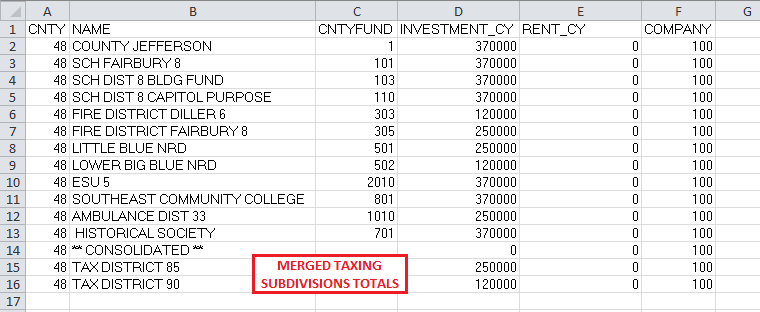 A B C D E F G
1 CNTY NAME CNTYFUND INVESTMENT_CY RENT_CY COMPANY
2 48 COUNTY JEFFERSON 1 370000 0 100
3 48 SCH FAIRBURY 8 101 370000 0 100
4 48 SCH DIST 8 BLDG FUND 103 370000 0 100
5 48 SCH DIST 8 CAPITOL PURPOSE 110 370000 0 100
6 48 FIRE DISTRICT DILLER 6 303 120000 0 100
7 48 FIRE DISTRICT FAIRBURY 8 305 250000 0 100
8 48 LITTLE BLUE NRD 501 250000 0 100
9 48 LOWER BIG BLUE NRD 502 120000 0 100
10 48 ESU 5 2010 370000 0 100
11 48 SOUTHEAST COMMUNITY COLLEGE 801 370000 0 100
12 48 AMBULANCE DIST 33 1010 250000 0 100
13 48 HISTORICAL SOCIETY 701 370000 0 100
14 48 ** CONSOLIDATED ** 0 0 100
15 48 TAX DISTRICT 85 250000 0 100
16 48 TAX DISTRICT 90 120000 0 100
17
MERGED TAXING
SUBDIVISIONS TOTALS